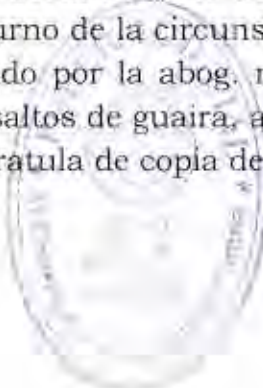 urno de la circuns
do por la abog. r
saltos de guaira, a
ratula de copia de